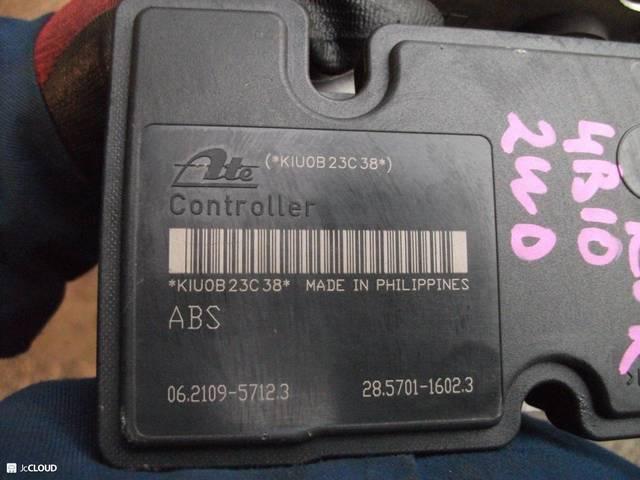 Ate (*KIU0B23C38*)
Controller
*KIU0B23C38* MADE IN PHILIPPINES
ABS
06.2109-5712.3 28.5701-1602.3
4B10
2WD
JcCLOUD